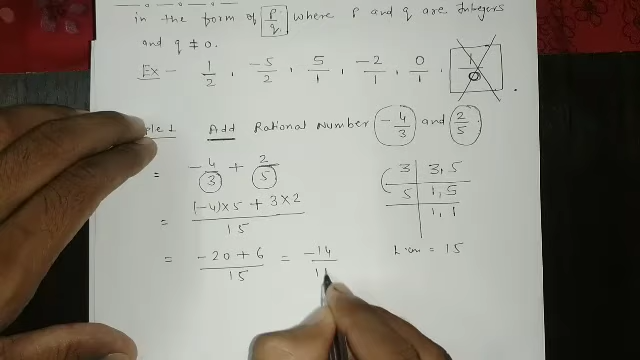 in the form of p/q where P and q are Integers
and q ≠ 0.
Ex - 1/2, -5/2, 5/1, -2/1, 0/1, 1/0.
Add Rational Number -4/3 and 2/5
= -4/3 + 2/5
= ((-4)×5 + 3×2)/15
= (-20 + 6)/15 = -14/1
3 | 3, 5
5 | 1, 5
| 1, 1
L.cm = 15